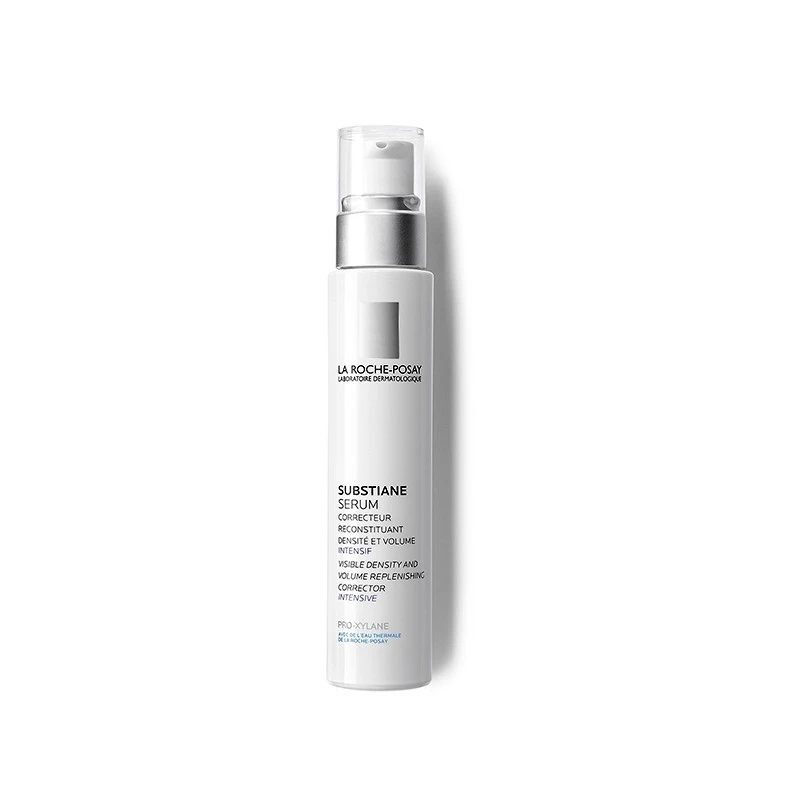 LA ROCHE-POSAY
LABORATOIRE DERMATOLOGIQUE
SUBSTIANE
SERUM
CORRECTEUR
RECONSTITUANT
DENSITÉ ET VOLUME
INTENSIF
VISIBLE DENSITY AND
VOLUME REPLENISHING
CORRECTOR
INTENSIVE
PRO-XYLANE
AVEC DE L'EAU THERMALE
DE LA ROCHE-POSAY